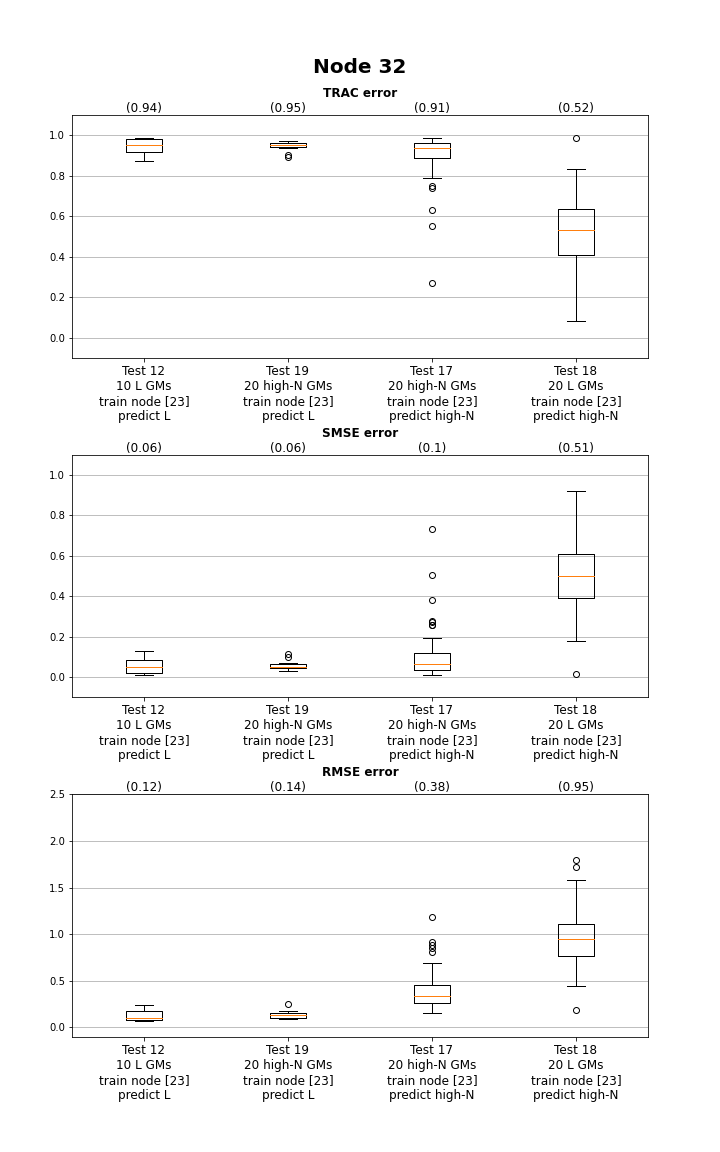 Node 32
TRAC error
(0.94) (0.95) (0.91) (0.52)
1.0
0.8
0.6
0.4
0.2
0.0
Test 12 Test 19 Test 17 Test 18
10 L GMs 20 high-N GMs 20 high-N GMs 20 L GMs
train node [23] train node [23] train node [23] train node [23]
predict L predict L predict high-N predict high-N
SMSE error
(0.06) (0.06) (0.1) (0.51)
1.0
0.8
0.6
0.4
0.2
0.0
Test 12 Test 19 Test 17 Test 18
10 L GMs 20 high-N GMs 20 high-N GMs 20 L GMs
train node [23] train node [23] train node [23] train node [23]
predict L predict L predict high-N predict high-N
RMSE error
(0.12) (0.14) (0.38) (0.95)
2.5
2.0
1.5
1.0
0.5
0.0
Test 12 Test 19 Test 17 Test 18
10 L GMs 20 high-N GMs 20 high-N GMs 20 L GMs
train node [23] train node [23] train node [23] train node [23]
predict L predict L predict high-N predict high-N